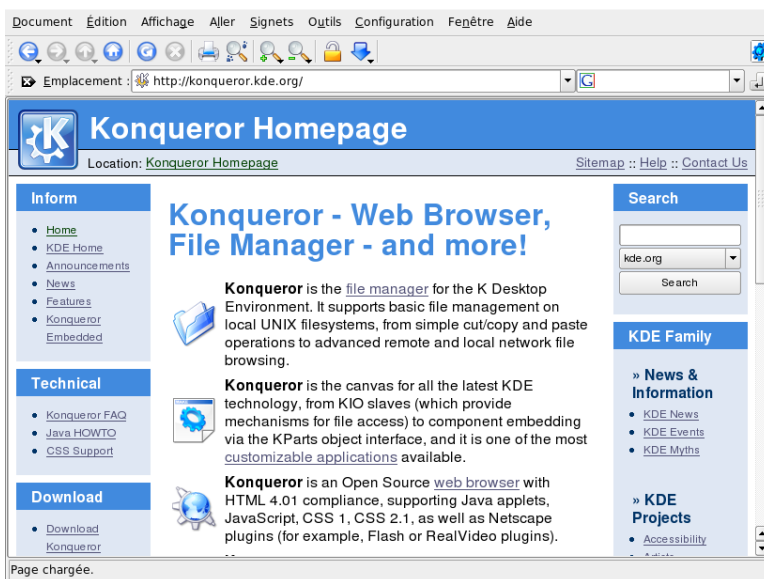 Document Édition Affichage Aller Signets Outils Configuration Fenêtre Aide
Emplacement : http://konqueror.kde.org/
G
K
Konqueror Homepage
Location: Konqueror Homepage
Sitemap :: Help :: Contact Us
Inform
Home
KDE Home
Announcements
News
Features
Konqueror
Embedded
Technical
Konqueror FAQ
Java HOWTO
CSS Support
Download
Download
Konqueror
Konqueror - Web Browser,
File Manager - and more!
Konqueror is the file manager for the K Desktop
Environment. It supports basic file management on
local UNIX filesystems, from simple cut/copy and paste
operations to advanced remote and local network file
browsing.
Konqueror is the canvas for all the latest KDE
technology, from KIO slaves (which provide
mechanisms for file access) to component embedding
via the KParts object interface, and it is one of the most
customizable applications available.
Konqueror is an Open Source web browser with
HTML 4.01 compliance, supporting Java applets,
JavaScript, CSS 1, CSS 2.1, as well as Netscape
plugins (for example, Flash or RealVideo plugins).
Search
kde.org
Search
KDE Family
» News &
Information
KDE News
KDE Events
KDE Myths
» KDE
Projects
Accessibility
Page chargée.